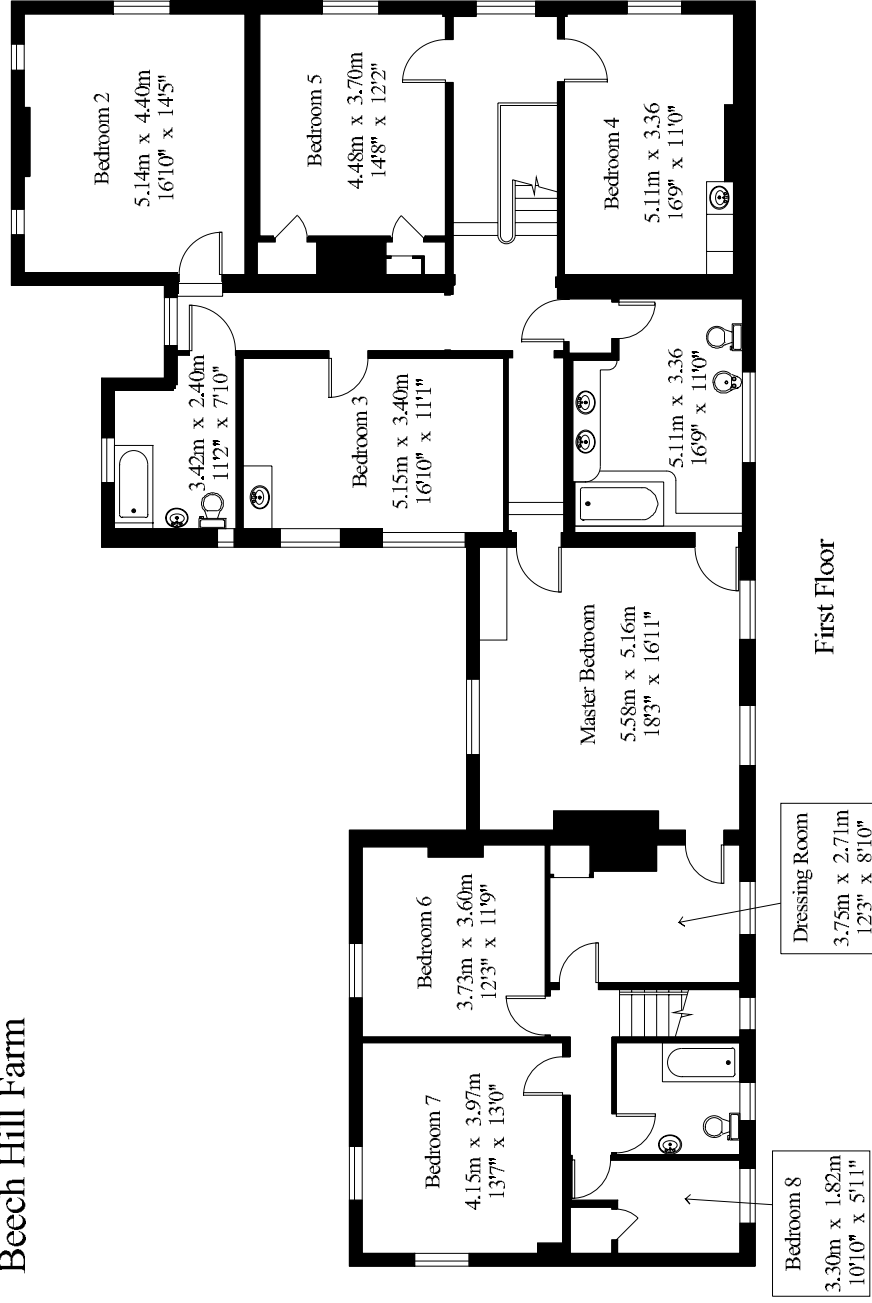 Beech Hill Farm
Bedroom 7
4.15m x 3.97m
13'7" x 13'0"
Bedroom 6
3.73m x 3.60m
12'3" x 11'9"
Bedroom 8
3.30m x 1.82m
10'10" x 5'11"
Dressing Room
3.75m x 2.71m
12'3" x 8'10"
Master Bedroom
5.58m x 5.16m
18'3" x 16'11"
3.42m x 2.40m
11'2" x 7'10"
Bedroom 3
5.15m x 3.40m
16'10" x 11'1"
5.11m x 3.36
16'9" x 11'0"
Bedroom 2
5.14m x 4.40m
16'10" x 14'5"
Bedroom 5
4.48m x 3.70m
14'8" x 12'2"
Bedroom 4
5.11m x 3.36
16'9" x 11'0"
First Floor